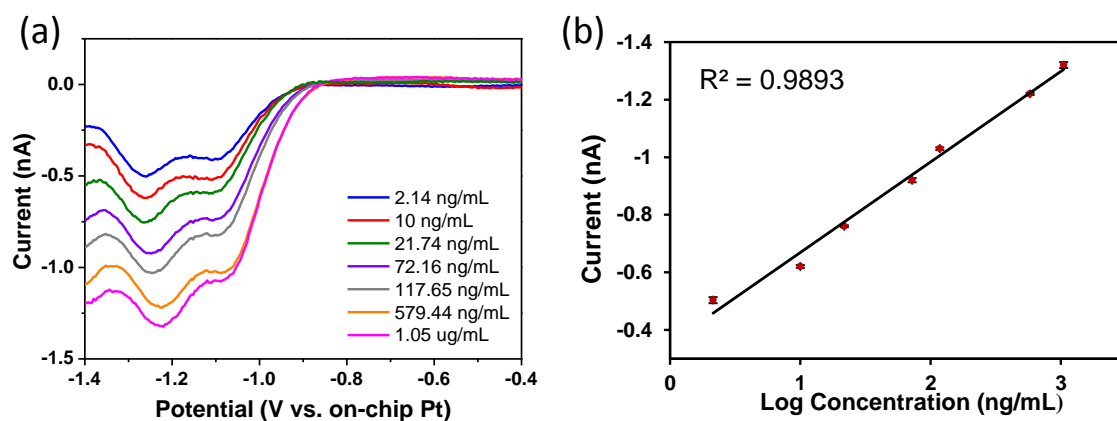 (a)
0.0
-0.5
-1.0
-1.5
Current (nA)
2.14 ng/mL
10 ng/mL
21.74 ng/mL
72.16 ng/mL
117.65 ng/mL
579.44 ng/mL
1.05 ug/mL
-1.4 -1.2 -1.0 -0.8 -0.6 -0.4
Potential (V vs. on-chip Pt)
(b)
-1.4
-1.2
-1
-0.8
-0.6
-0.4
Current (nA)
R² = 0.9893
0 1 2 3 4
Log Concentration (ng/mL)